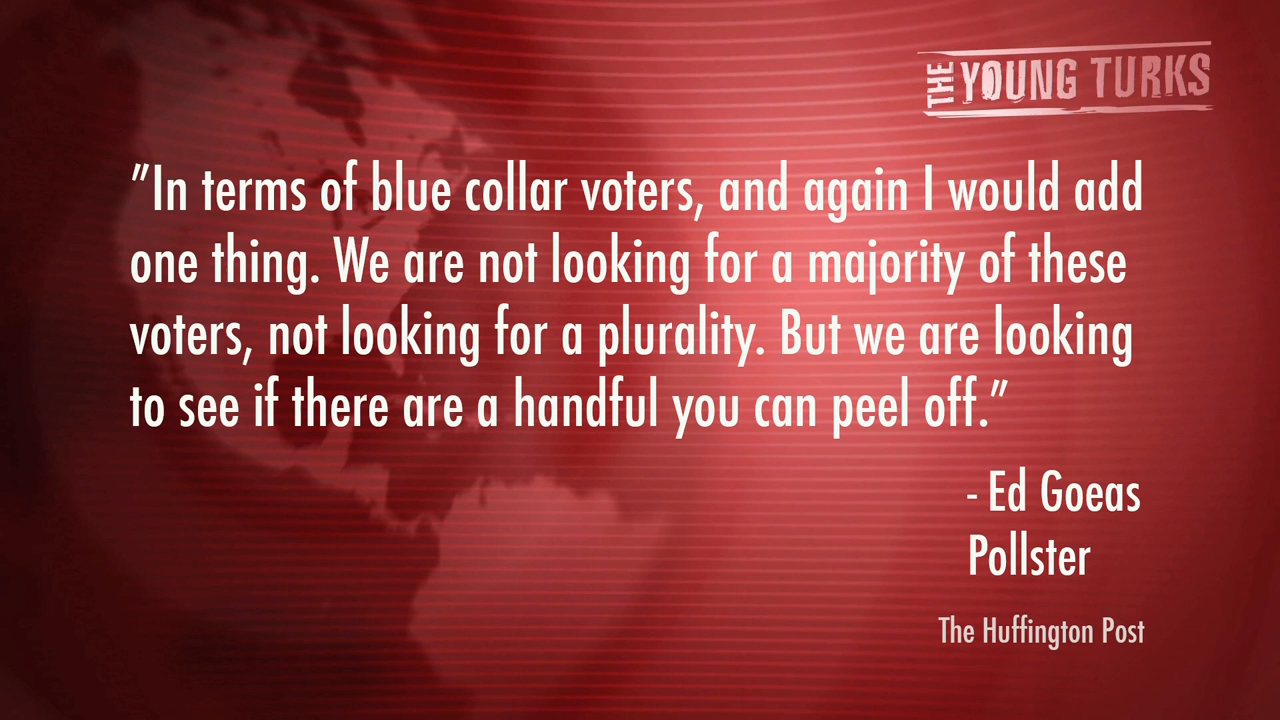 THE YOUNG TURKS
"In terms of blue collar voters, and again I would add
one thing. We are not looking for a majority of these
voters, not looking for a plurality. But we are looking
to see if there are a handful you can peel off."
- Ed Goeas
Pollster
The Huffington Post